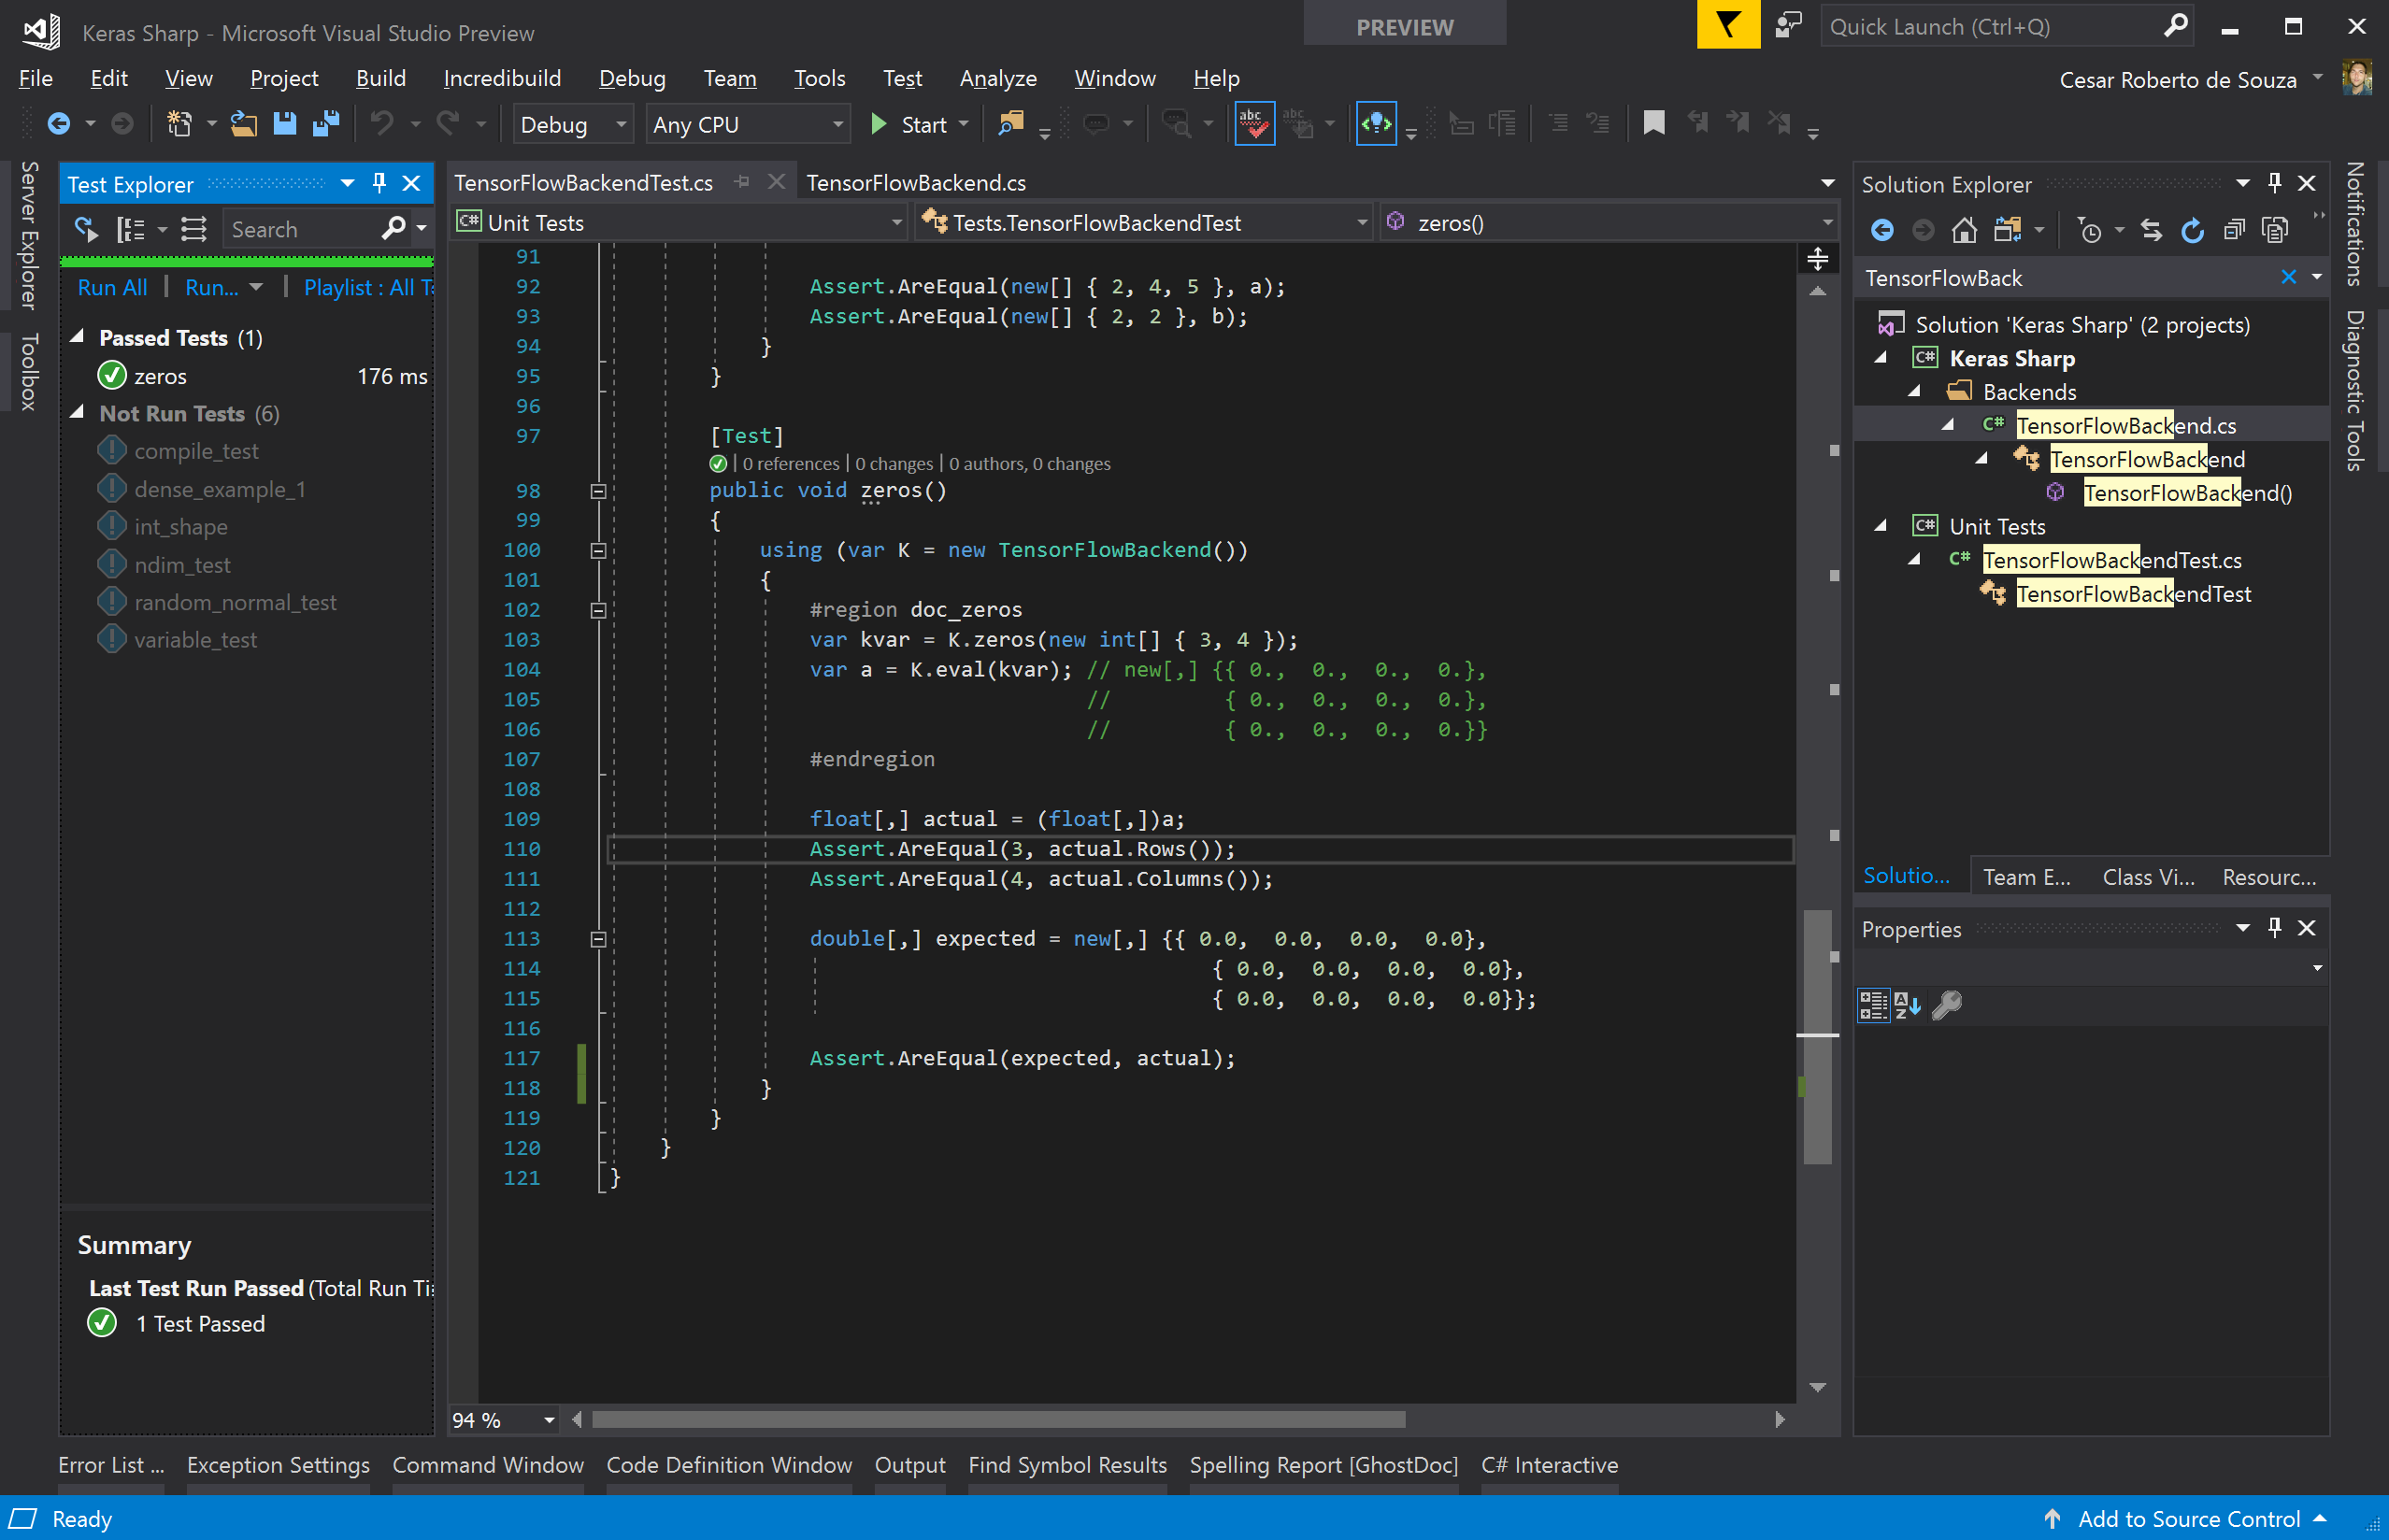 Keras Sharp - Microsoft Visual Studio Preview
PREVIEW
Quick Launch (Ctrl+Q)
File Edit View Project Build Incredibuild Debug Team Tools Test Analyze Window Help
Cesar Roberto de Souza
Debug Any CPU Start
Server Explorer
Toolbox
Test Explorer
Search
Run All | Run... | Playlist : All T
Passed Tests (1)
zeros 176 ms
Not Run Tests (6)
compile_test
dense_example_1
int_shape
ndim_test
random_normal_test
variable_test
Summary
Last Test Run Passed (Total Run Ti
1 Test Passed
TensorFlowBackendTest.cs TensorFlowBackend.cs
Unit Tests Tests.TensorFlowBackendTest zeros()
91
92 Assert.AreEqual(new[] { 2, 4, 5 }, a);
93 Assert.AreEqual(new[] { 2, 2 }, b);
94 }
95 }
96
97 [Test]
| 0 references | 0 changes | 0 authors, 0 changes
98 public void zeros()
99 {
100 using (var K = new TensorFlowBackend())
101 {
102 #region doc_zeros
103 var kvar = K.zeros(new int[] { 3, 4 });
104 var a = K.eval(kvar); // new[,] {{ 0., 0., 0., 0.},
105 // { 0., 0., 0., 0.},
106 // { 0., 0., 0., 0.}}
107 #endregion
108
109 float[,] actual = (float[,])a;
110 Assert.AreEqual(3, actual.Rows());
111 Assert.AreEqual(4, actual.Columns());
112
113 double[,] expected = new[,] {{ 0.0, 0.0, 0.0, 0.0},
114 { 0.0, 0.0, 0.0, 0.0},
115 { 0.0, 0.0, 0.0, 0.0}};
116
117 Assert.AreEqual(expected, actual);
118 }
119 }
120 }
121 }
94 %
Solution Explorer
TensorFlowBack
Solution 'Keras Sharp' (2 projects)
Keras Sharp
Backends
TensorFlowBackend.cs
TensorFlowBackend
TensorFlowBackend()
Unit Tests
TensorFlowBackendTest.cs
TensorFlowBackendTest
Solutio... Team E... Class Vi... Resourc...
Properties
Notifications
Diagnostic Tools
Error List ... Exception Settings Command Window Code Definition Window Output Find Symbol Results Spelling Report [GhostDoc] C# Interactive
Ready
Add to Source Control